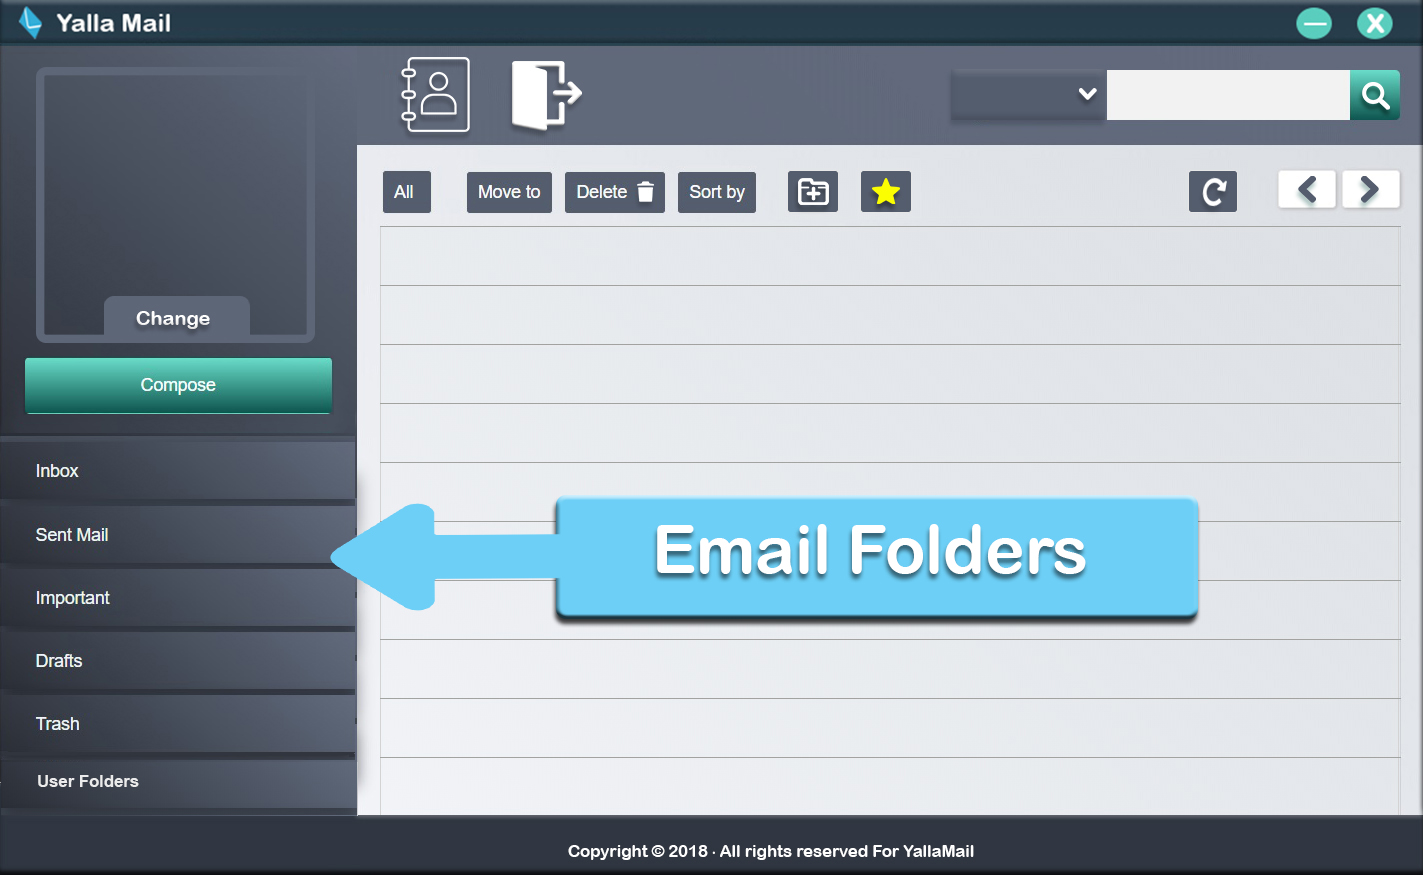 Yalla Mail
All
Move to
Delete
Sort by
Change
Compose
Inbox
Sent Mail
Important
Drafts
Trash
User Folders
Email Folders
Copyright © 2018 · All rights reserved For YallaMail